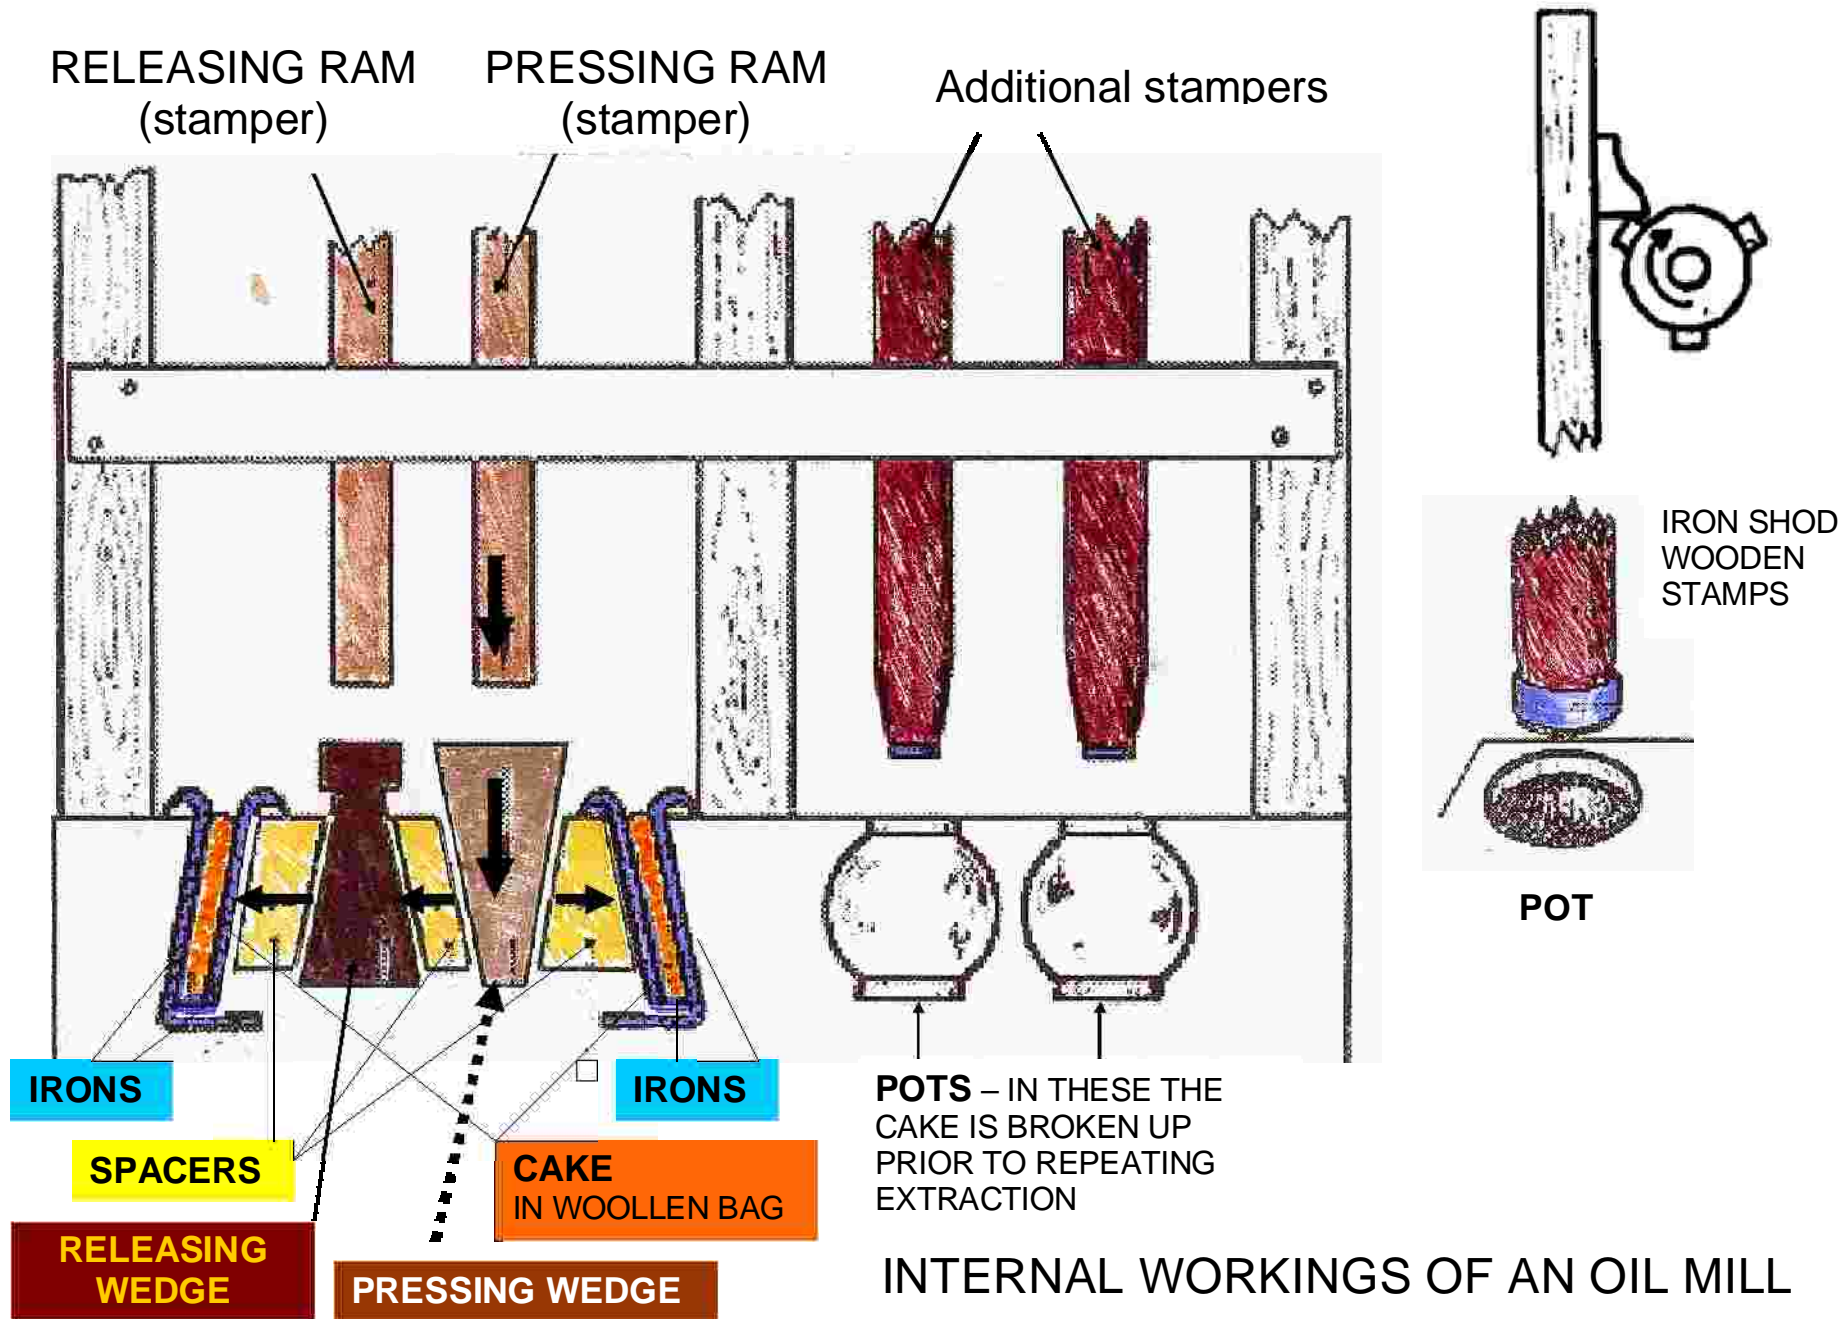 RELEASING RAM
(stamper)
PRESSING RAM
(stamper)
Additional stampers
IRON SHOD
WOODEN
STAMPS
POT
IRONS
IRONS
SPACERS
CAKE
IN WOOLLEN BAG
POTS – IN THESE THE
CAKE IS BROKEN UP
PRIOR TO REPEATING
EXTRACTION
RELEASING
WEDGE
PRESSING WEDGE
INTERNAL WORKINGS OF AN OIL MILL